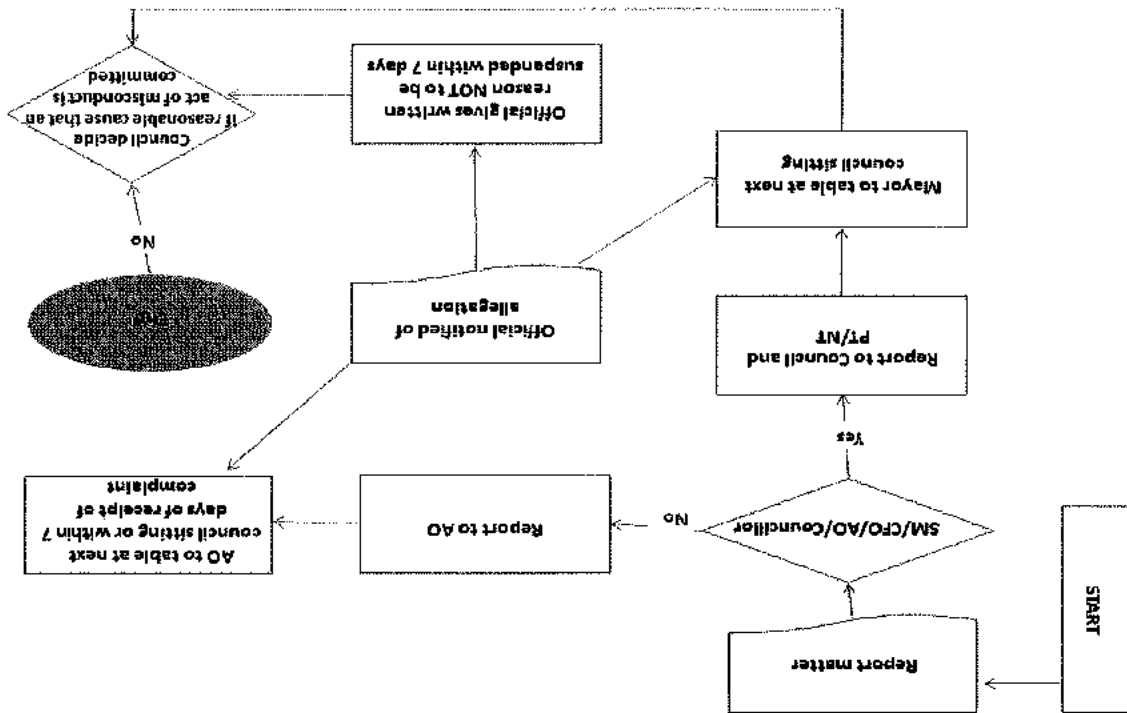 START
Report matter
SM/CFO/AO/Councillor
No
Report to AO
AO to table at next
council sitting or within 7
days of receipt of
complaint
Yes
Report to Council and
PT/NT
Official notified of
allegation
End
No
Mayor to table at next
council sitting
Official gives written
reason NOT to be
suspended within 7 days
Council decide
if reasonable cause that an
act of misconduct is
committed